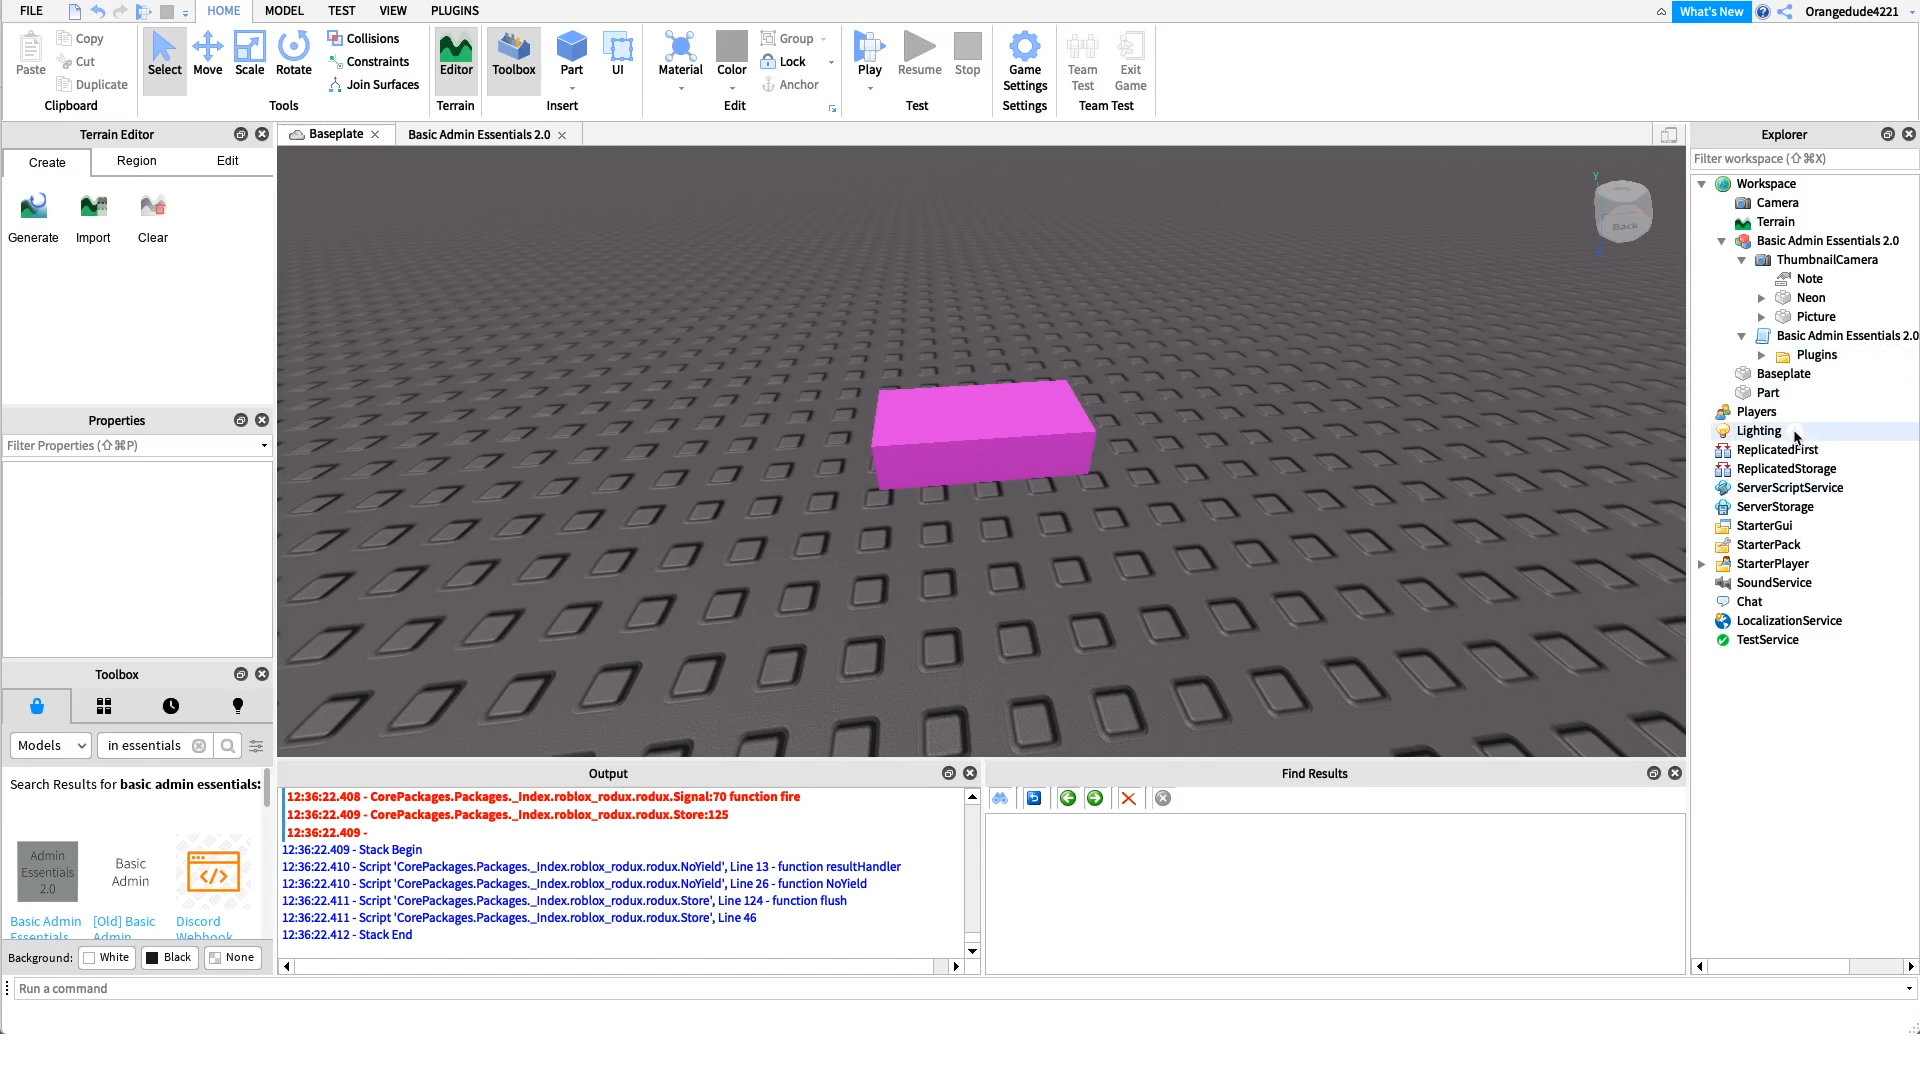 FILE
HOME
MODEL
TEST
VIEW
PLUGINS
What's New
Orangedude4221
Paste
Copy
Cut
Duplicate
Clipboard
Select
Move
Scale
Rotate
Collisions
Constraints
Join Surfaces
Tools
Editor
Terrain
Toolbox
Part
UI
Insert
Material
Color
Group
Lock
Anchor
Edit
Play
Resume
Stop
Test
Game
Settings
Settings
Team
Test
Exit
Game
Team Test
Terrain Editor
Create
Region
Edit
Generate
Import
Clear
Properties
Filter Properties (⇧⌘P)
Toolbox
Models
in essentials
Search Results for basic admin essentials:
Admin
Essentials
2.0
Basic
Admin
Basic Admin
Essentials
[Old] Basic
Admin
Discord
Webhook
Background:
White
Black
None
Baseplate
Basic Admin Essentials 2.0
Y
Back
Output
12:36:22.408 - CorePackages.Packages._Index.roblox_rodux.rodux.Signal:70 function fire
12:36:22.409 - CorePackages.Packages._Index.roblox_rodux.rodux.Store:125
12:36:22.409 -
12:36:22.409 - Stack Begin
12:36:22.410 - Script 'CorePackages.Packages._Index.roblox_rodux.rodux.NoYield', Line 13 - function resultHandler
12:36:22.410 - Script 'CorePackages.Packages._Index.roblox_rodux.rodux.NoYield', Line 26 - function NoYield
12:36:22.411 - Script 'CorePackages.Packages._Index.roblox_rodux.rodux.Store', Line 124 - function flush
12:36:22.411 - Script 'CorePackages.Packages._Index.roblox_rodux.rodux.Store', Line 46
12:36:22.412 - Stack End
Find Results
Explorer
Filter workspace (⇧⌘X)
Workspace
Camera
Terrain
Basic Admin Essentials 2.0
ThumbnailCamera
Note
Neon
Picture
Basic Admin Essentials 2.0
Plugins
Baseplate
Part
Players
Lighting
ReplicatedFirst
ReplicatedStorage
ServerScriptService
ServerStorage
StarterGui
StarterPack
StarterPlayer
SoundService
Chat
LocalizationService
TestService
Run a command